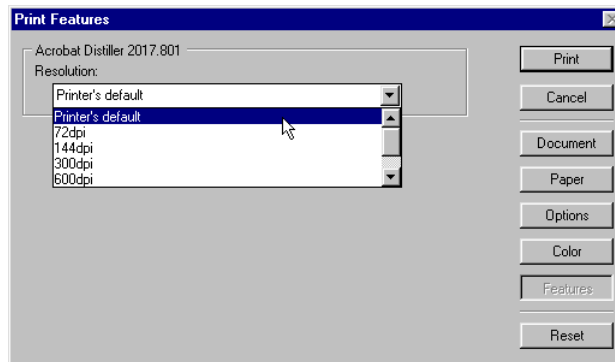 Print Features
Acrobat Distiller 2017.801
Resolution:
Printer's default
Printer's default
72dpi
144dpi
300dpi
600dpi
Print
Cancel
Document
Paper
Options
Color
Features
Reset